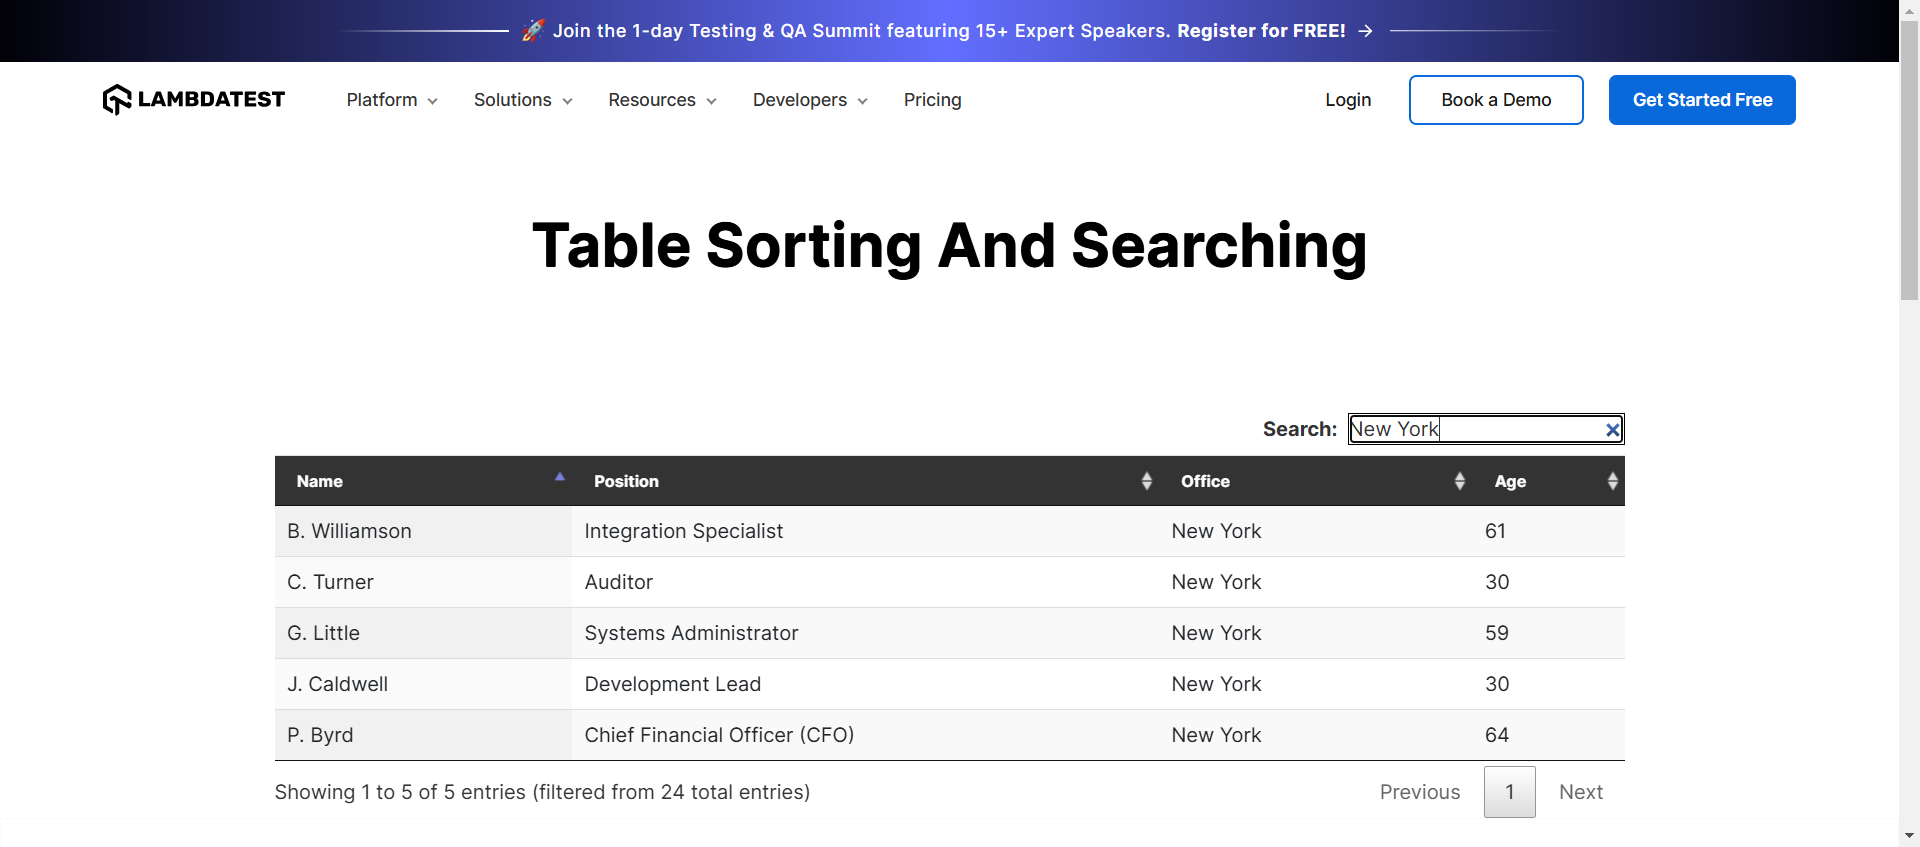 🚀 Join the 1-day Testing & QA Summit featuring 15+ Expert Speakers. Register for FREE! →
LAMBDATEST Platform Solutions Resources Developers Pricing Login Book a Demo Get Started Free
Table Sorting And Searching
Search: New York
Name Position Office Age
B. Williamson Integration Specialist New York 61
C. Turner Auditor New York 30
G. Little Systems Administrator New York 59
J. Caldwell Development Lead New York 30
P. Byrd Chief Financial Officer (CFO) New York 64
Showing 1 to 5 of 5 entries (filtered from 24 total entries) Previous 1 Next